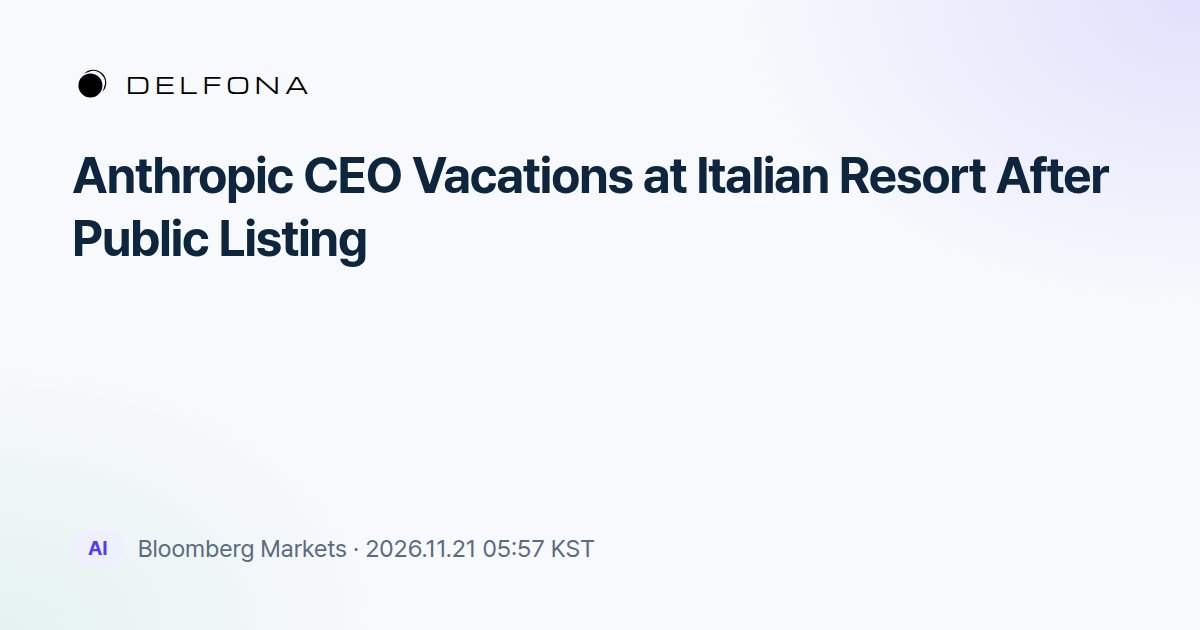 DELFONA
Anthropic CEO Vacations at Italian Resort After
Public Listing
AI Bloomberg Markets · 2026.11.21 05:57 KST